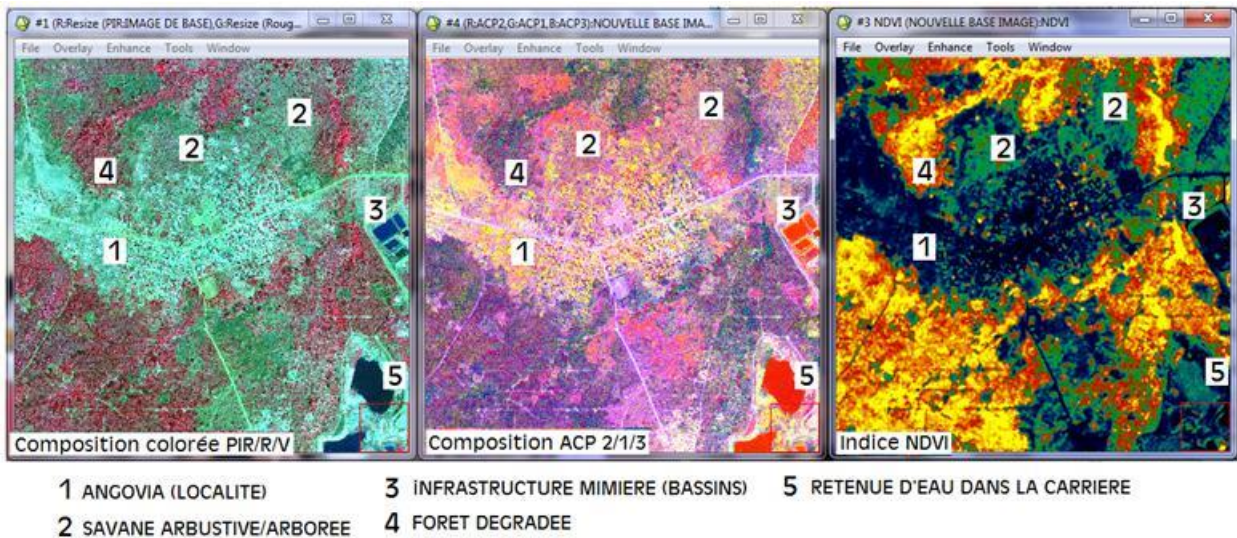 #1 (R:Resize (PIR:IMAGE DE BASE),G:Resize (Roug...
File Overlay Enhance Tools Window
2
2
4
3
1
5
Composition colorée PIR/R/V
#4 (R:ACP2,G:ACP1,B:ACP3):NOUVELLE BASE IMA...
File Overlay Enhance Tools Window
2
2
4
3
1
5
Composition ACP 2/1/3
#3 NDVI (NOUVELLE BASE IMAGE):NDVI
File Overlay Enhance Tools Window
2
2
4
3
1
5
Indice NDVI
1 ANGOVIA (LOCALITE)
2 SAVANE ARBUSTIVE/ARBOREE
3 iNFRASTRUCTURE MIMIERE (BASSINS)
4 FORET DEGRADEE
5 RETENUE D'EAU DANS LA CARRIERE